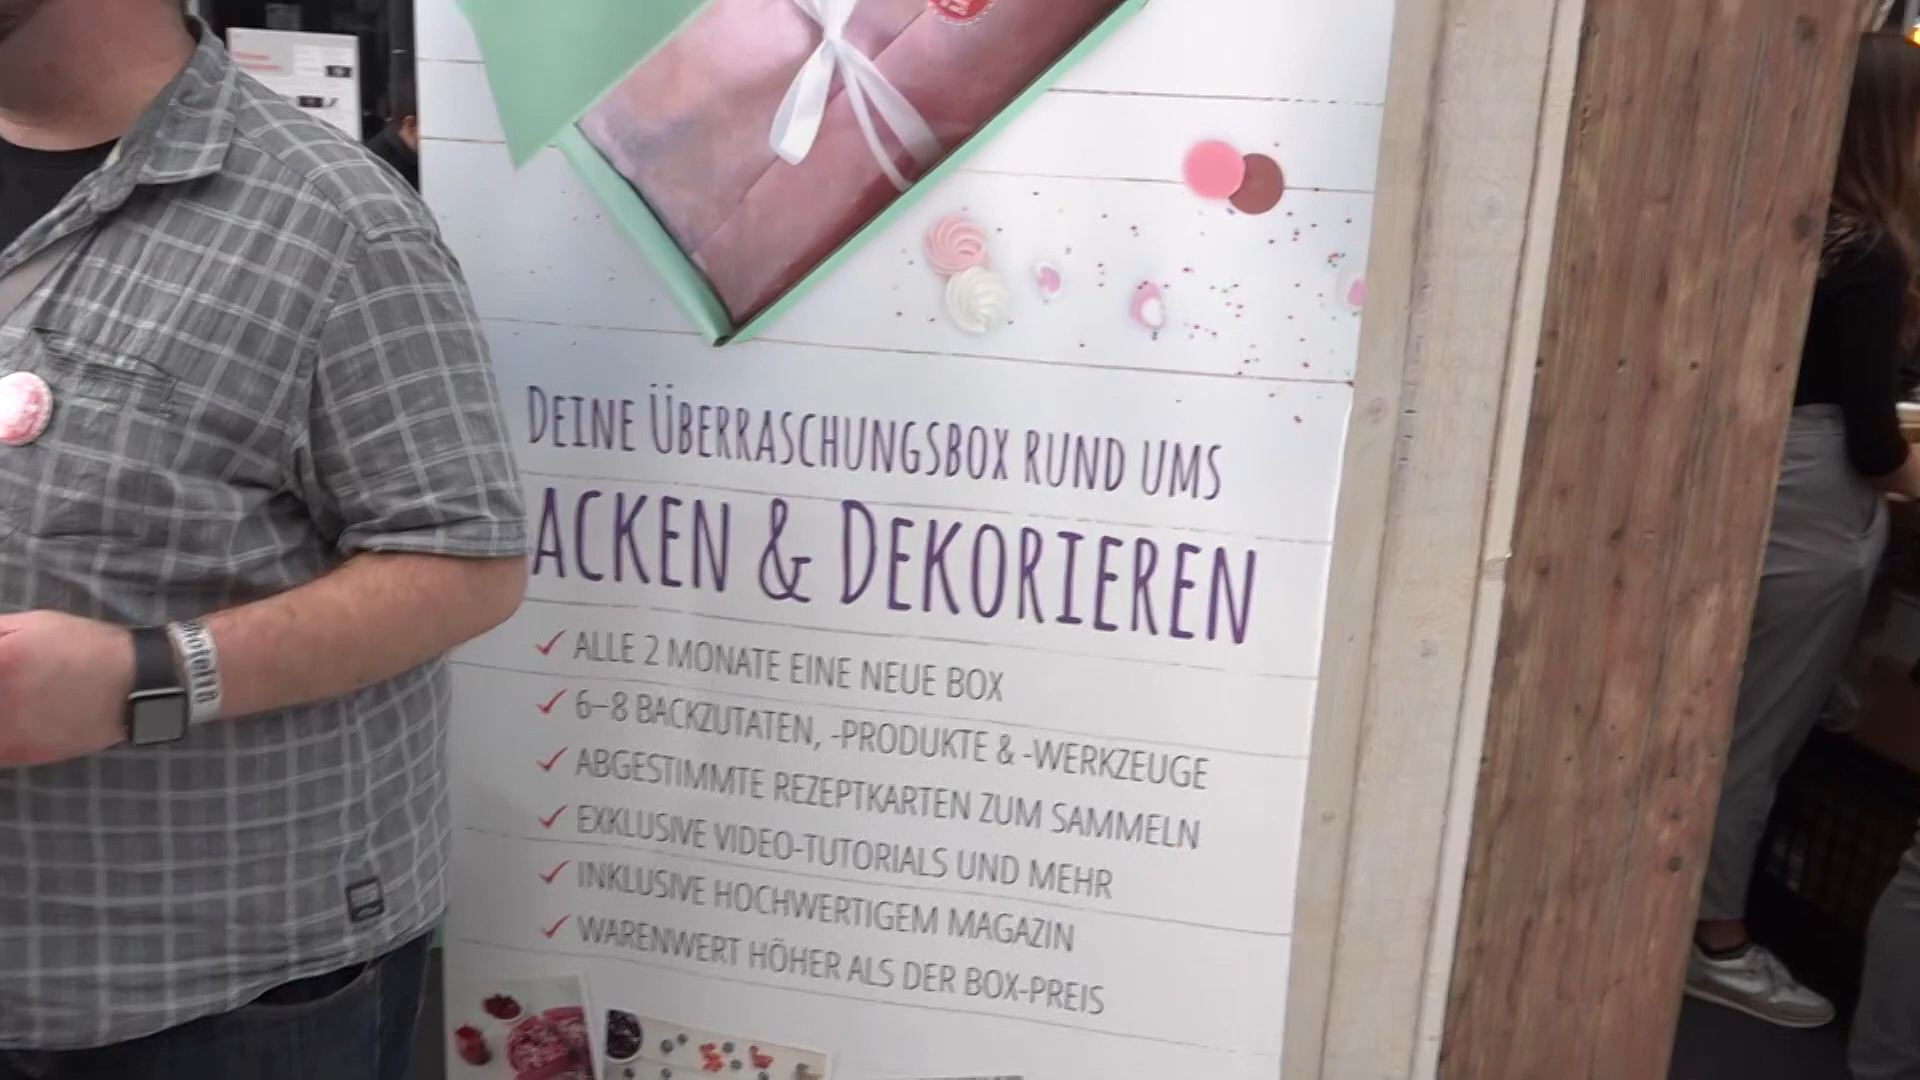 DEINE ÜBERRASCHUNGSBOX RUND UMS
ACKEN & DEKORIEREN
✓ ALLE 2 MONATE EINE NEUE BOX
✓ 6–8 BACKZUTATEN, -PRODUKTE & -WERKZEUGE
✓ ABGESTIMMTE REZEPTKARTEN ZUM SAMMELN
✓ EXKLUSIVE VIDEO-TUTORIALS UND MEHR
✓ INKLUSIVE HOCHWERTIGEM MAGAZIN
✓ WARENWERT HÖHER ALS DER BOX-PREIS